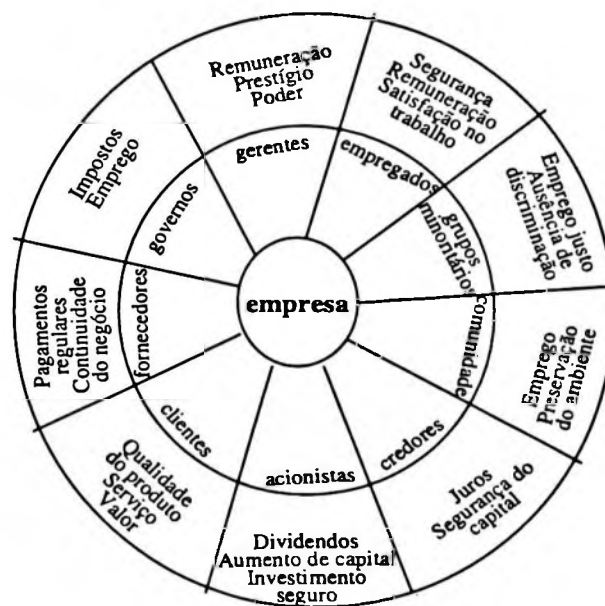 Remuneração
Prestígio
Poder
gerentes
Segurança
Remuneração
Satisfação no
trabalho
empregados
Emprego justo
Ausência de
discriminação
grupos
minoritários
Emprego
Preservação
do ambiente
comunidade
Juros
Segurança do
capital
credores
Dividendos
Aumento de capital
Investimento
seguro
acionistas
Qualidade
do produto
Serviço
Valor
clientes
Pagamentos
regulares
Continuidade
do negócio
fornecedores
Impostos
Emprego
governos
empresa